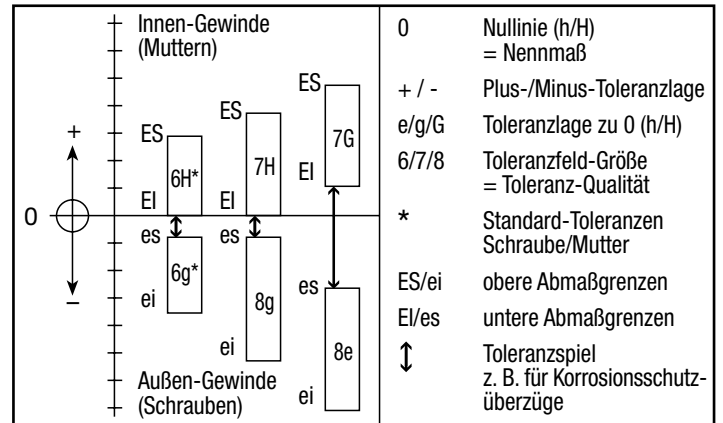 Innen-Gewinde
(Muttern)
ES
ES
ES
+
6H*
7H
7G
EI
EI
EI
0
es
es
es
6g*
8g
8e
–
ei
ei
ei
Außen-Gewinde
(Schrauben)
0 Nullinie (h/H)
= Nennmaß
+ / - Plus-/Minus-Toleranzlage
e/g/G Toleranzlage zu 0 (h/H)
6/7/8 Toleranzfeld-Größe
= Toleranz-Qualität
* Standard-Toleranzen
Schraube/Mutter
ES/ei obere Abmaßgrenzen
EI/es untere Abmaßgrenzen
↕ Toleranzspiel
z. B. für Korrosionsschutz-
überzüge